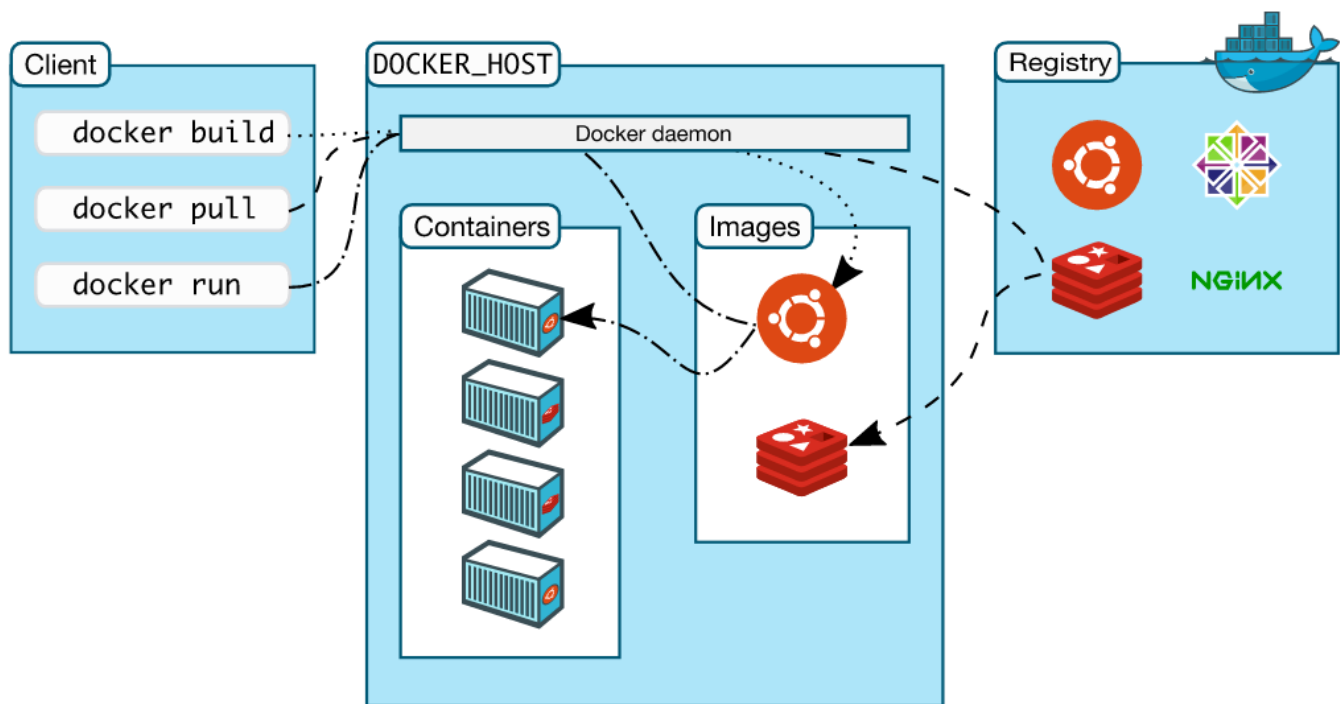 Client
docker build
docker pull
docker run
DOCKER_HOST
Docker daemon
Containers
Images
Registry
NGINX